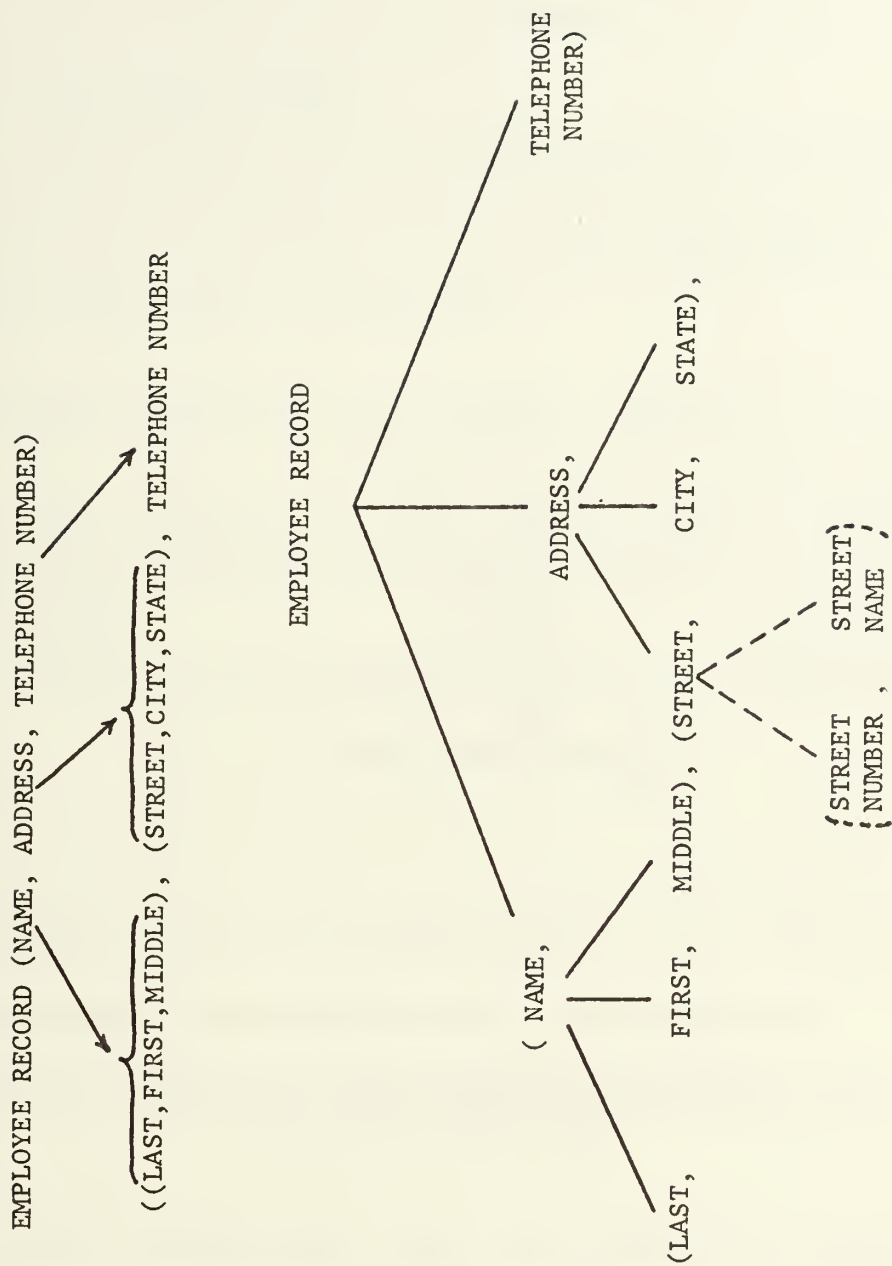 EMPLOYEE RECORD (NAME, ADDRESS, TELEPHONE NUMBER)
((LAST,FIRST,MIDDLE), (STREET,CITY,STATE), TELEPHONE NUMBER
EMPLOYEE RECORD
( NAME,
ADDRESS,
TELEPHONE
NUMBER)
(LAST,
FIRST,
MIDDLE),
(STREET,
CITY,
STATE),
(STREET
NUMBER ,
STREET
NAME)